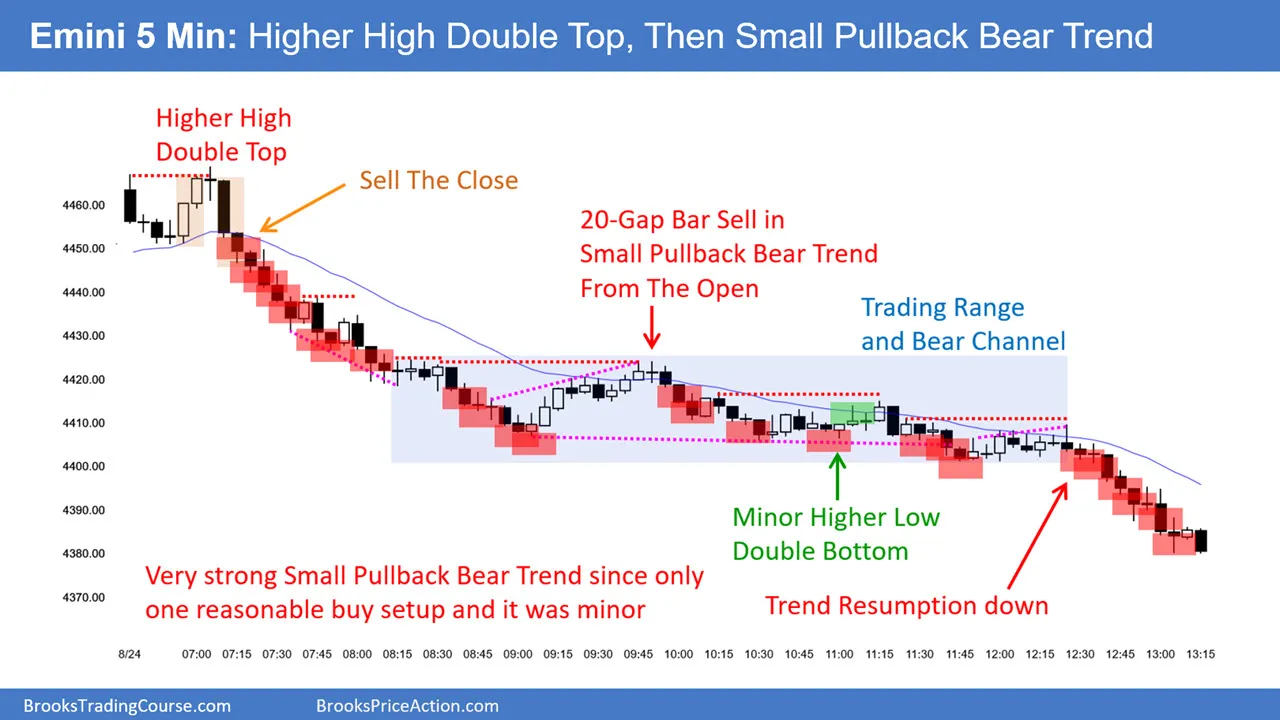 Emini 5 Min: Higher High Double Top, Then Small Pullback Bear Trend
Higher High
Double Top
Sell The Close
20-Gap Bar Sell in
Small Pullback Bear Trend
From The Open
Trading Range
and Bear Channel
4460.00
4450.00
4440.00
4430.00
4420.00
4410.00
4400.00
4390.00
4380.00
4370.00
Minor Higher Low
Double Bottom
Very strong Small Pullback Bear Trend since only
one reasonable buy setup and it was minor
Trend Resumption down
8/24 07:00 07:15 07:30 07:45 08:00 08:15 08:30 08:45 09:00 09:15 09:30 09:45 10:00 10:15 10:30 10:45 11:00 11:15 11:30 11:45 12:00 12:15 12:30 12:45 13:00 13:15
BrooksTradingCourse.com BrooksPriceAction.com